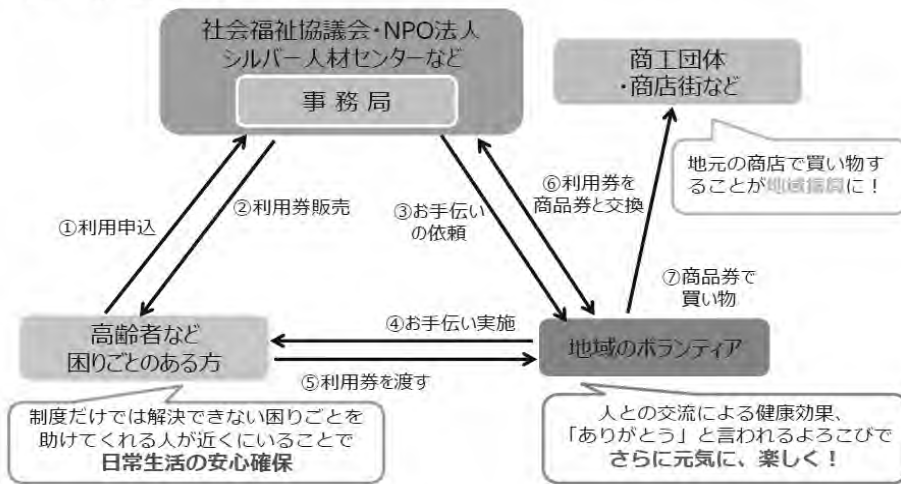 社会福祉協議会・NPO法人
シルバー人材センターなど
事務局
商工団体
・商店街など
地元の商店で買い物す
ることが地域振興に！
①利用申込
②利用券販売
③お手伝い
の依頼
⑥利用券を
商品券と交換
⑦商品券で
買い物
高齢者など
困りごとのある方
④お手伝い実施
⑤利用券を渡す
地域のボランティア
制度だけでは解決できない困りごとを
助けてくれる人が近くにいることで
日常生活の安心確保
人との交流による健康効果、
「ありがとう」と言われるよろこびで
さらに元気に、楽しく！